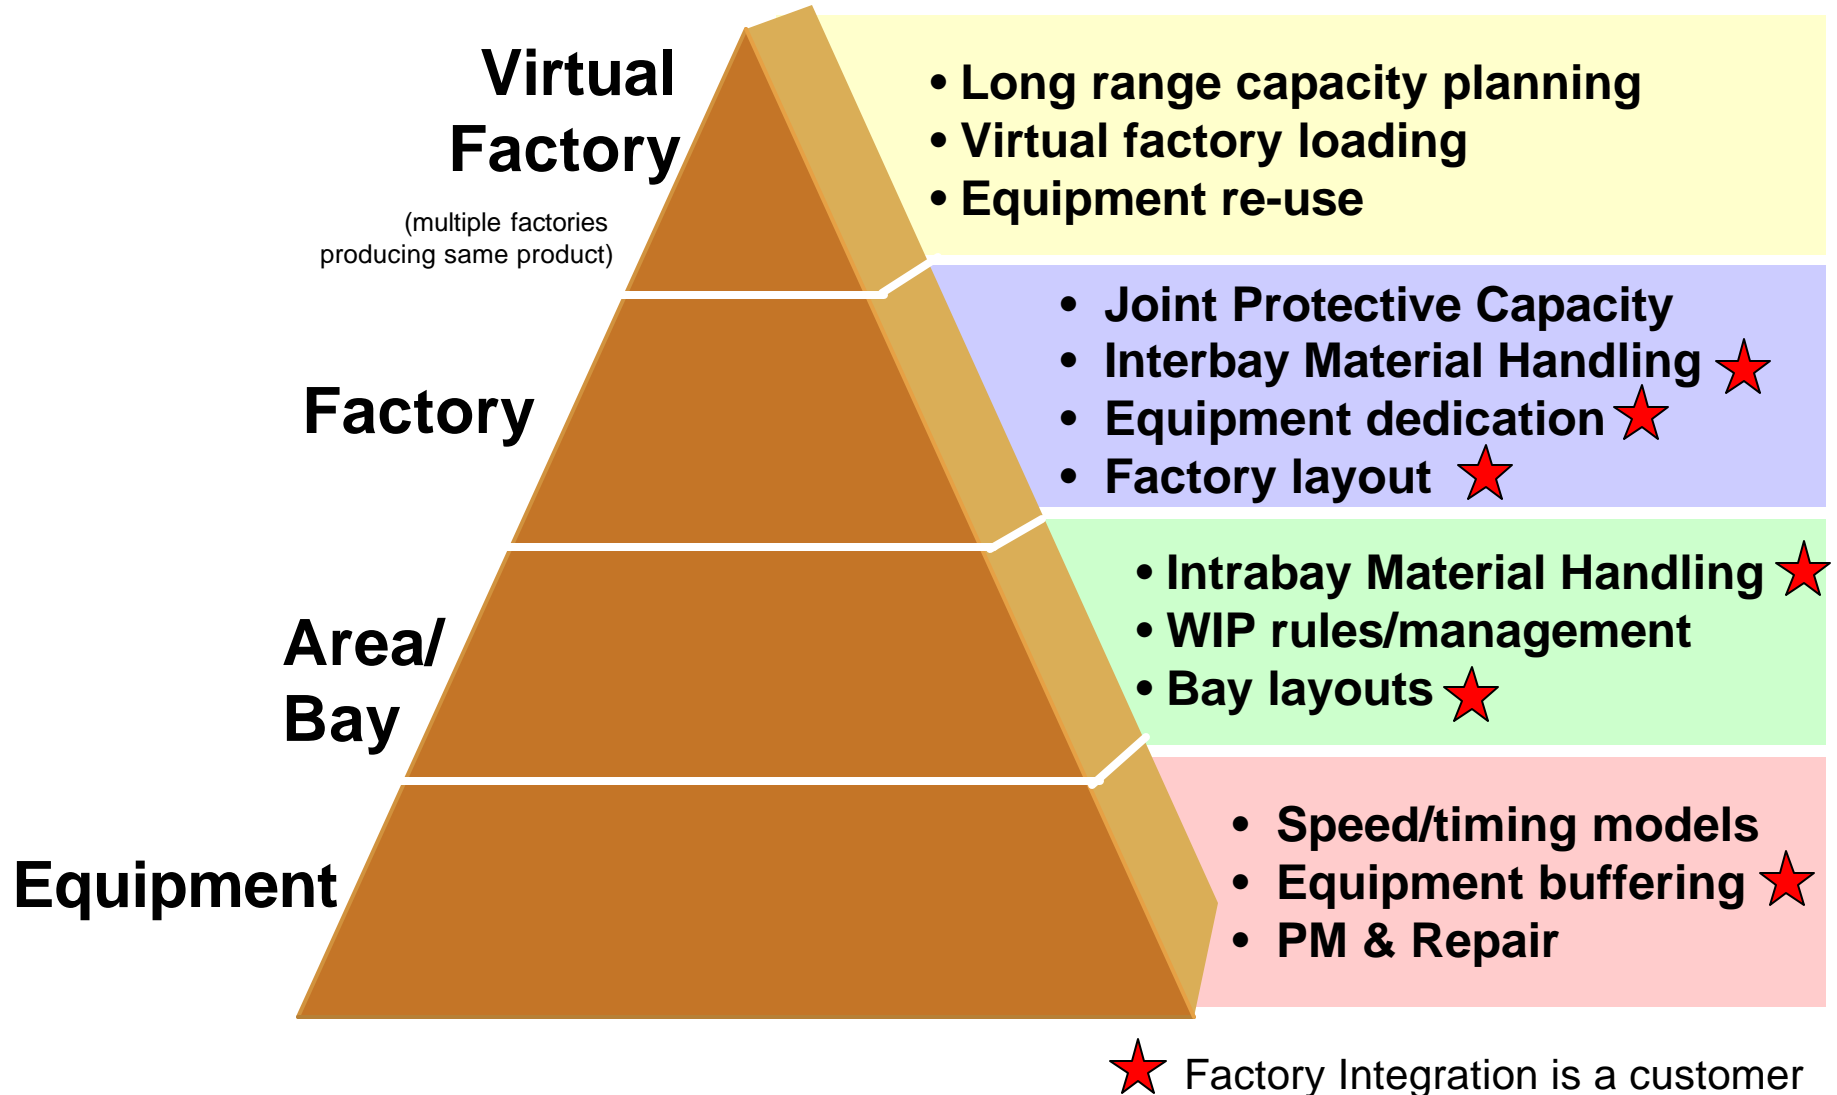 Virtual
Factory
(multiple factories
producing same product)
• Long range capacity planning
• Virtual factory loading
• Equipment re-use
Factory
• Joint Protective Capacity
• Interbay Material Handling
• Equipment dedication
• Factory layout
Area/
Bay
• Intrabay Material Handling
• WIP rules/management
• Bay layouts
Equipment
• Speed/timing models
• Equipment buffering
• PM & Repair
Factory Integration is a customer